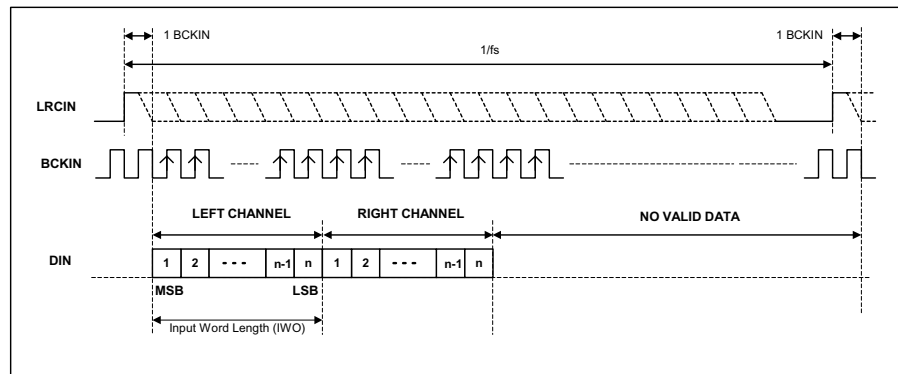 1 BCKIN
1 BCKIN
1/fs
LRCIN
BCKIN
LEFT CHANNEL
RIGHT CHANNEL
NO VALID DATA
DIN
1 2 - - - n-1 n 1 2 - - - n-1 n
MSB
LSB
Input Word Length (IWO)